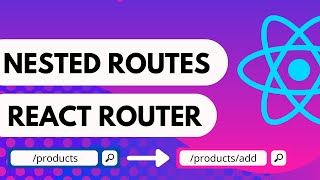 NESTED ROUTES
REACT ROUTER
/products
/products/add